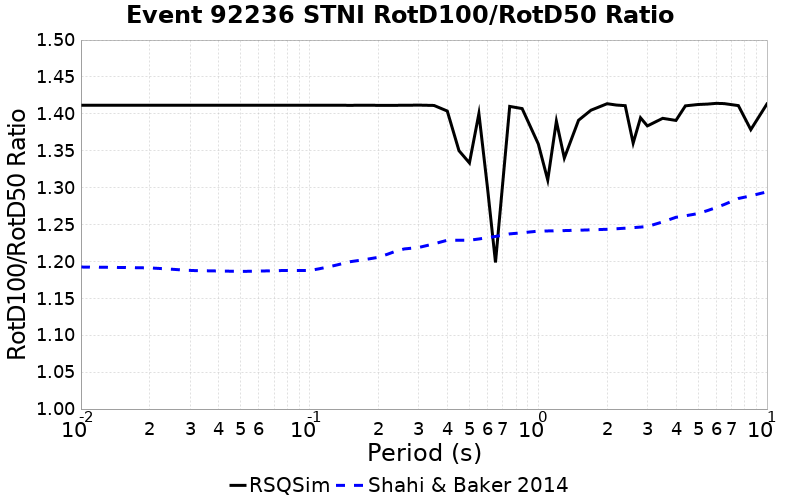 Event 92236 STNI RotD100/RotD50 Ratio
RotD100/RotD50 Ratio
1.50
1.45
1.40
1.35
1.30
1.25
1.20
1.15
1.10
1.05
1.00
10^-2 2 3 4 5 6 10^-1 2 3 4 5 6 7 10^0 2 3 4 5 6 7 10^1
Period (s)
RSQSim Shahi & Baker 2014